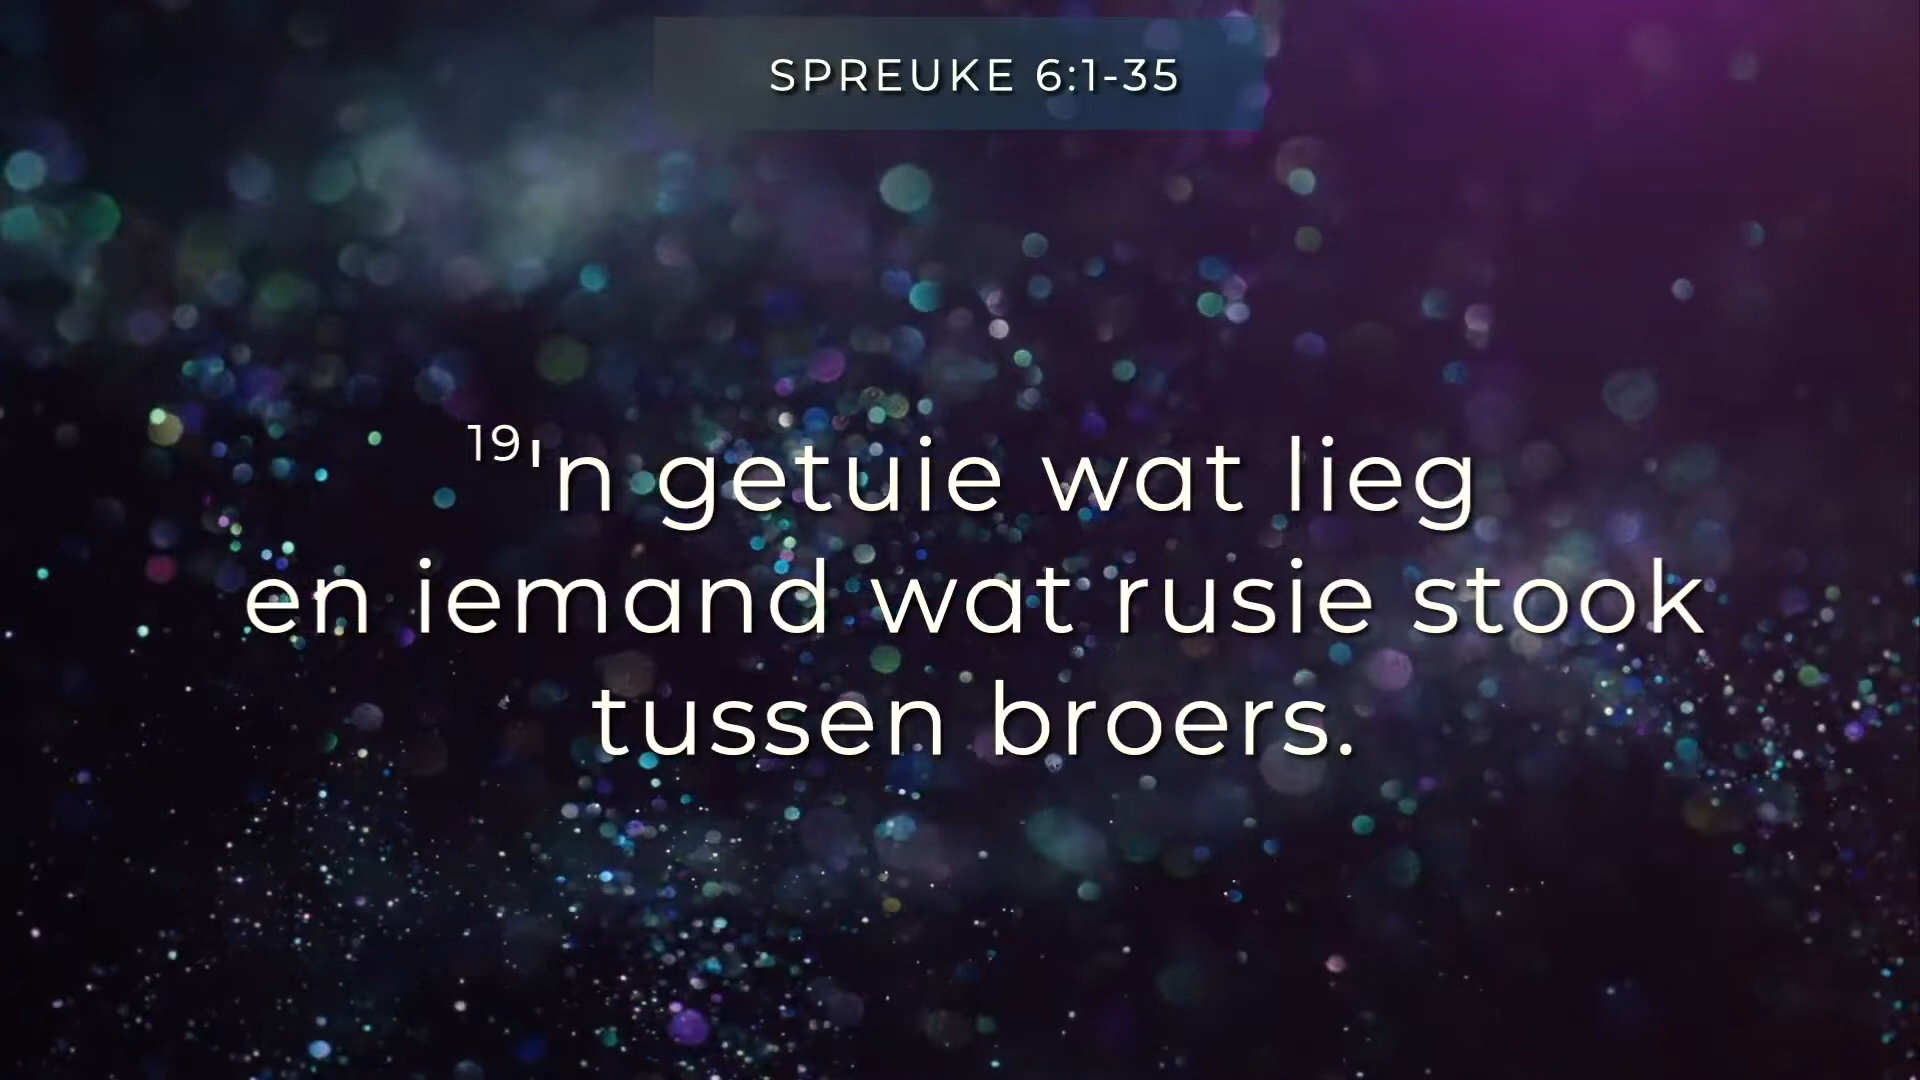 SPREUKE 6:1-35
19'n getuie wat lieg
en iemand wat rusie stook
tussen broers.